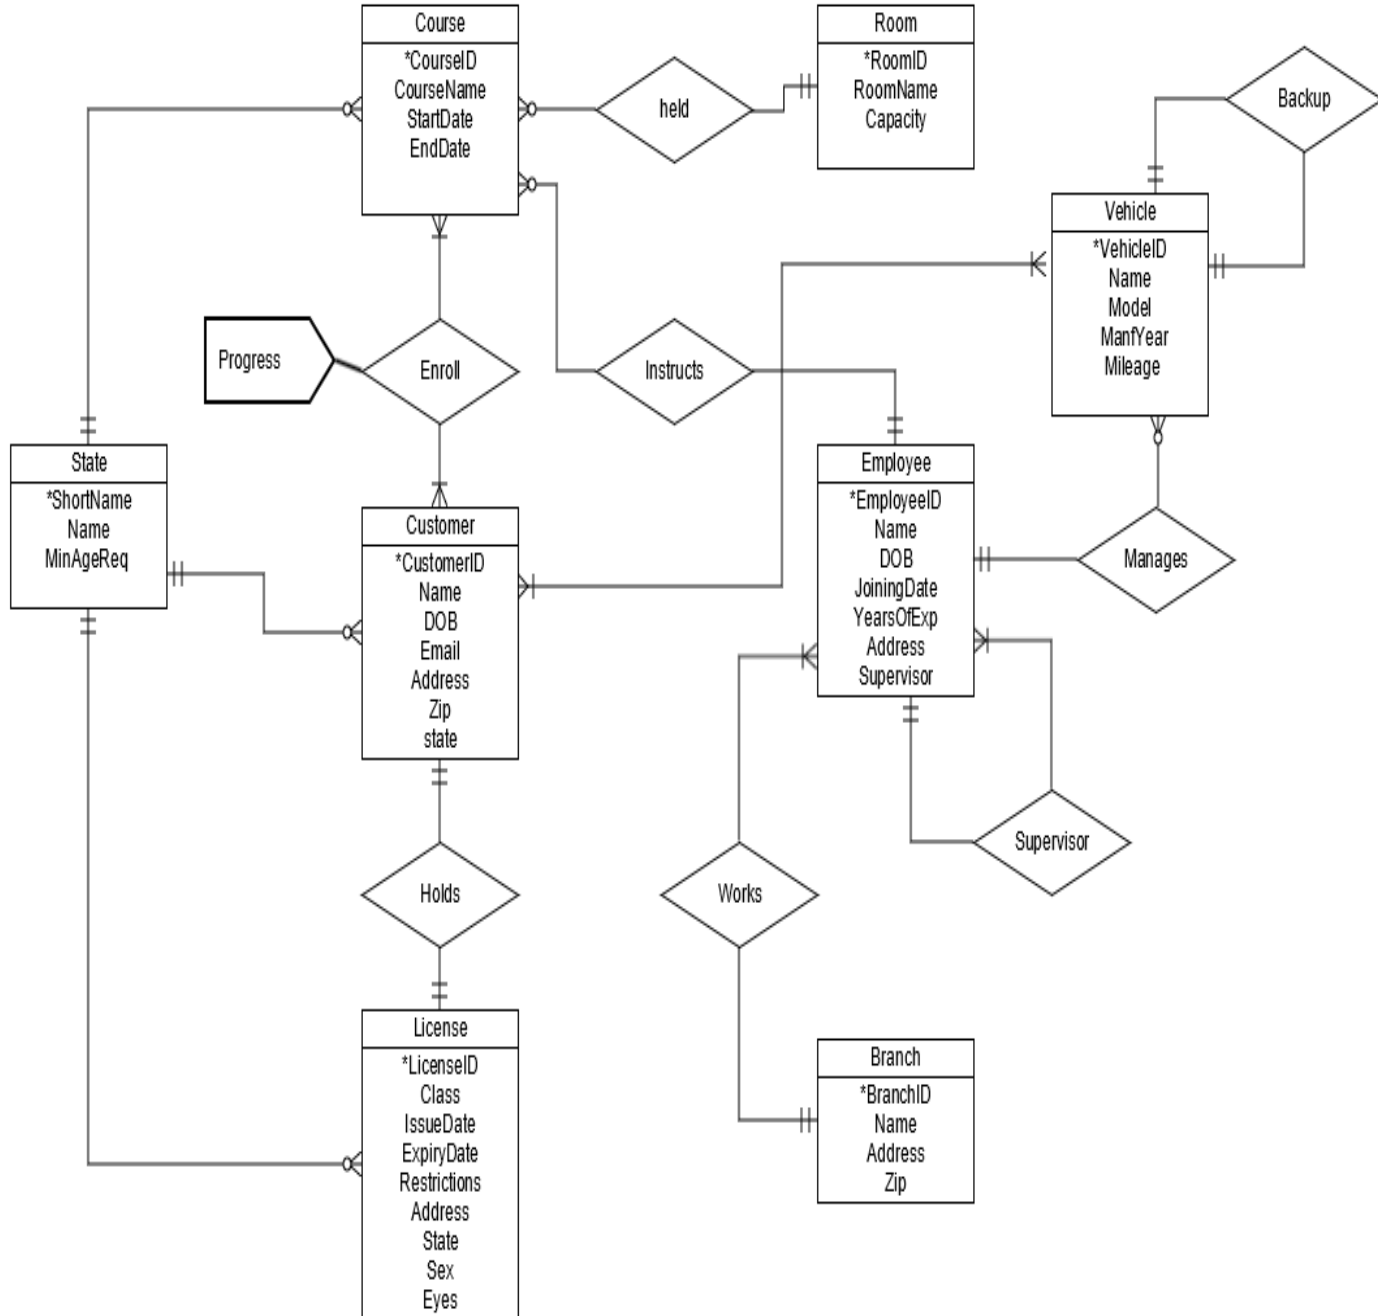 Course
*CourseID
CourseName
StartDate
EndDate
held
Room
*RoomID
RoomName
Capacity
Backup
Vehicle
*VehicleID
Name
Model
ManfYear
Mileage
Progress
Enroll
Instructs
State
*ShortName
Name
MinAgeReq
Customer
*CustomerID
Name
DOB
Email
Address
Zip
state
Employee
*EmployeeID
Name
DOB
JoiningDate
YearsOfExp
Address
Supervisor
Manages
Supervisor
Holds
Works
License
*LicenseID
Class
IssueDate
ExpiryDate
Restrictions
Address
State
Sex
Eyes
Branch
*BranchID
Name
Address
Zip